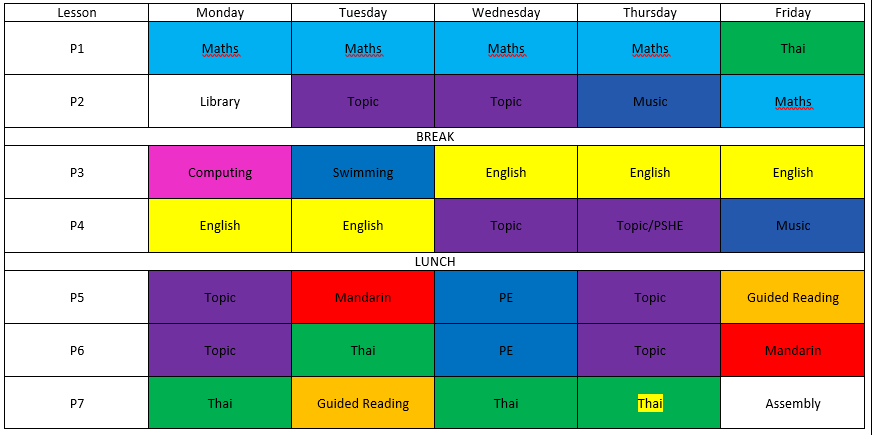 Lesson Monday Tuesday Wednesday Thursday Friday
P1 Maths Maths Maths Maths Thai
P2 Library Topic Topic Music Maths
BREAK
P3 Computing Swimming English English English
P4 English English Topic Topic/PSHE Music
LUNCH
P5 Topic Mandarin PE Topic Guided Reading
P6 Topic Thai PE Topic Mandarin
P7 Thai Guided Reading Thai Thai Assembly